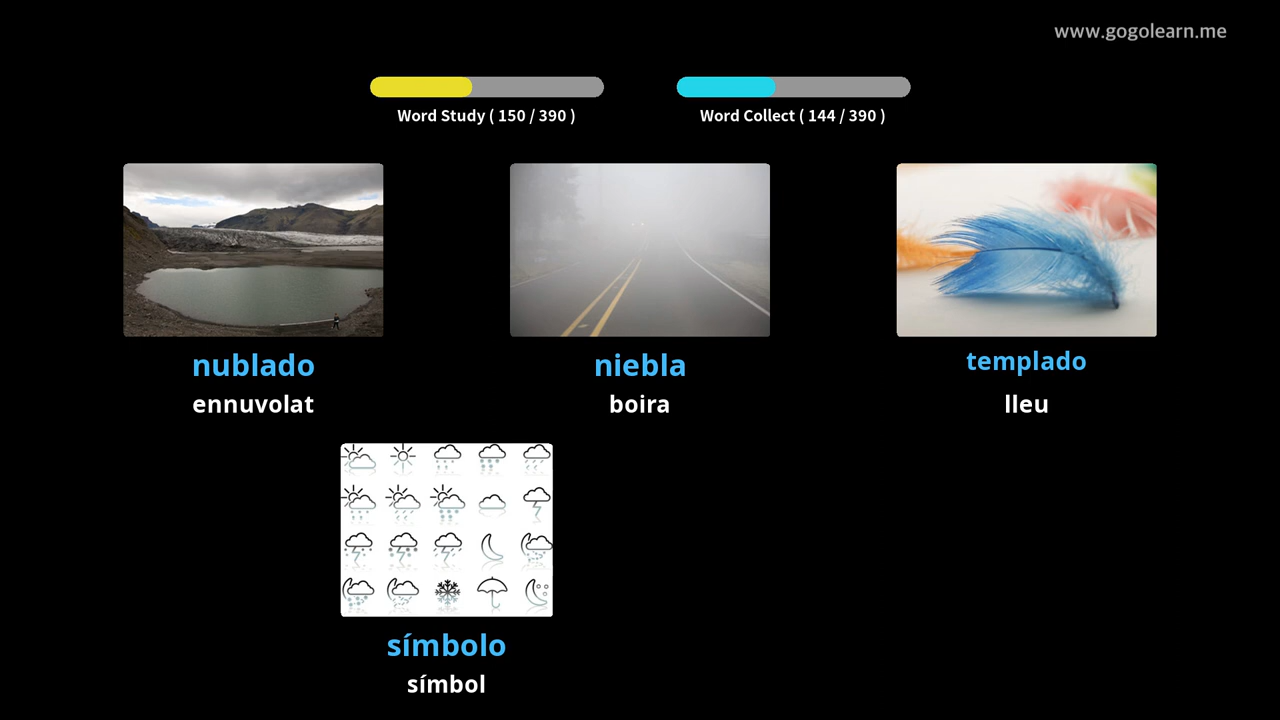 www.gogolearn.me
Word Study ( 150 / 390 )
Word Collect ( 144 / 390 )
nublado
ennuvolat
niebla
boira
templado
lleu
símbolo
símbol